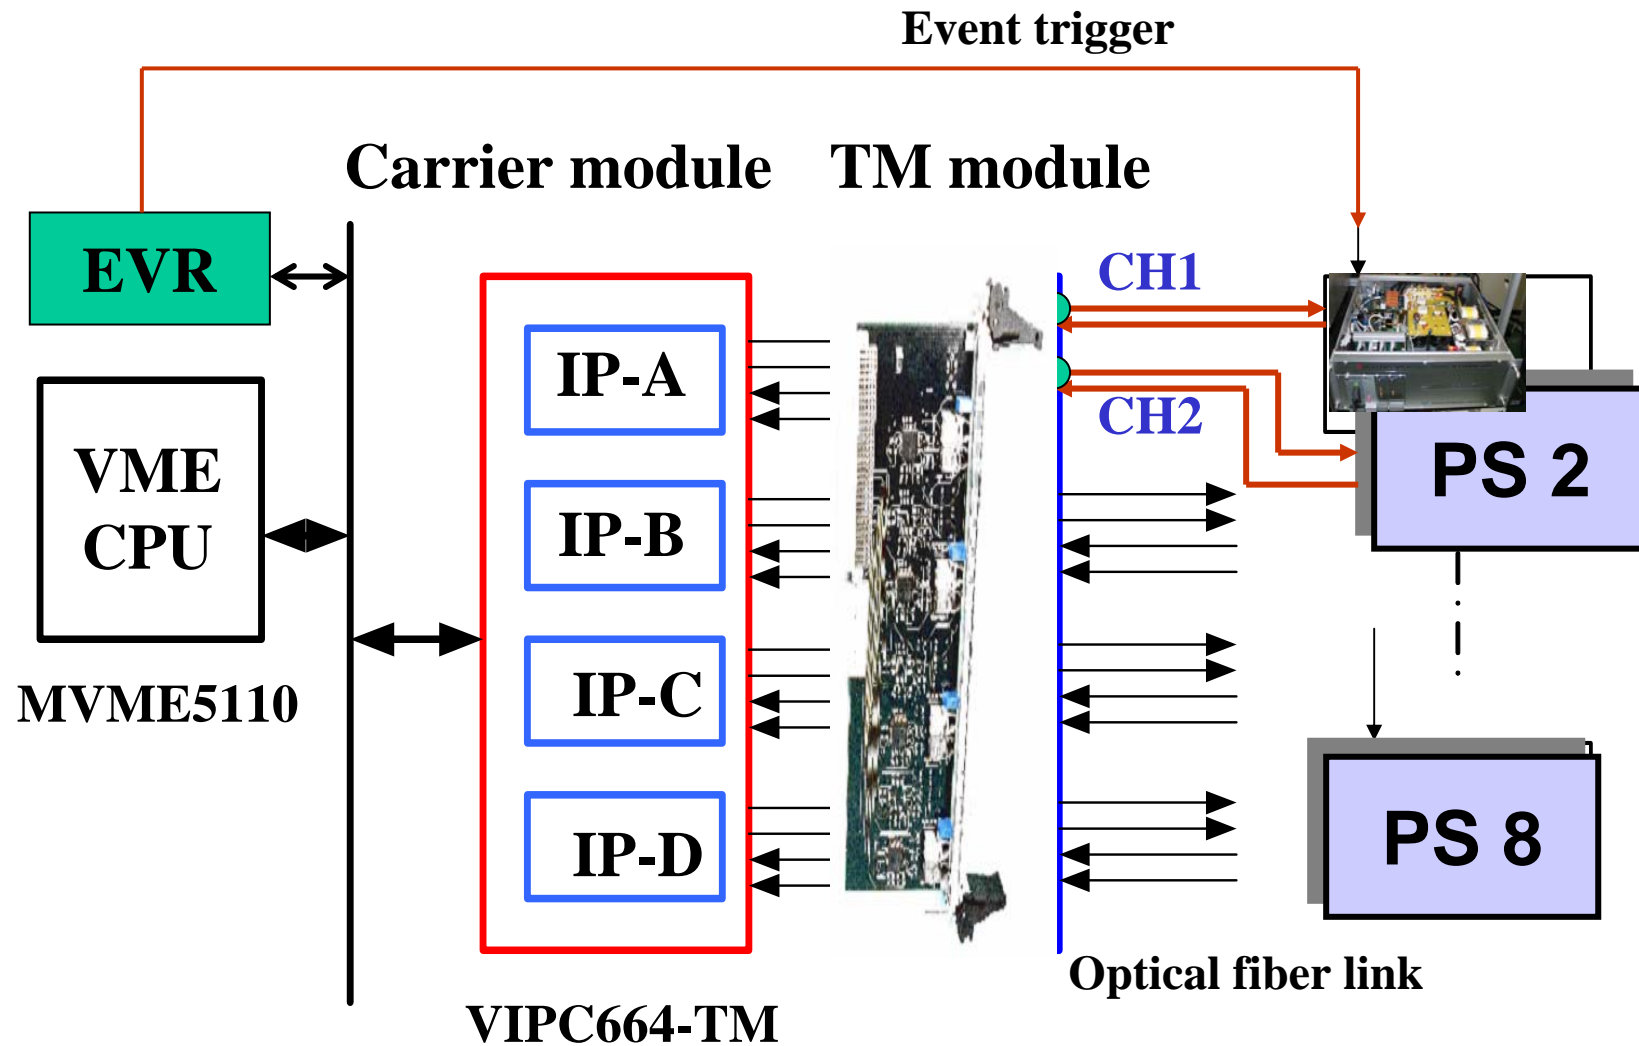 Event trigger
Carrier module
TM module
EVR
CH1
IP-A
CH2
VME
CPU
PS 2
IP-B
IP-C
MVME5110
IP-D
PS 8
Optical fiber link
VIPC664-TM